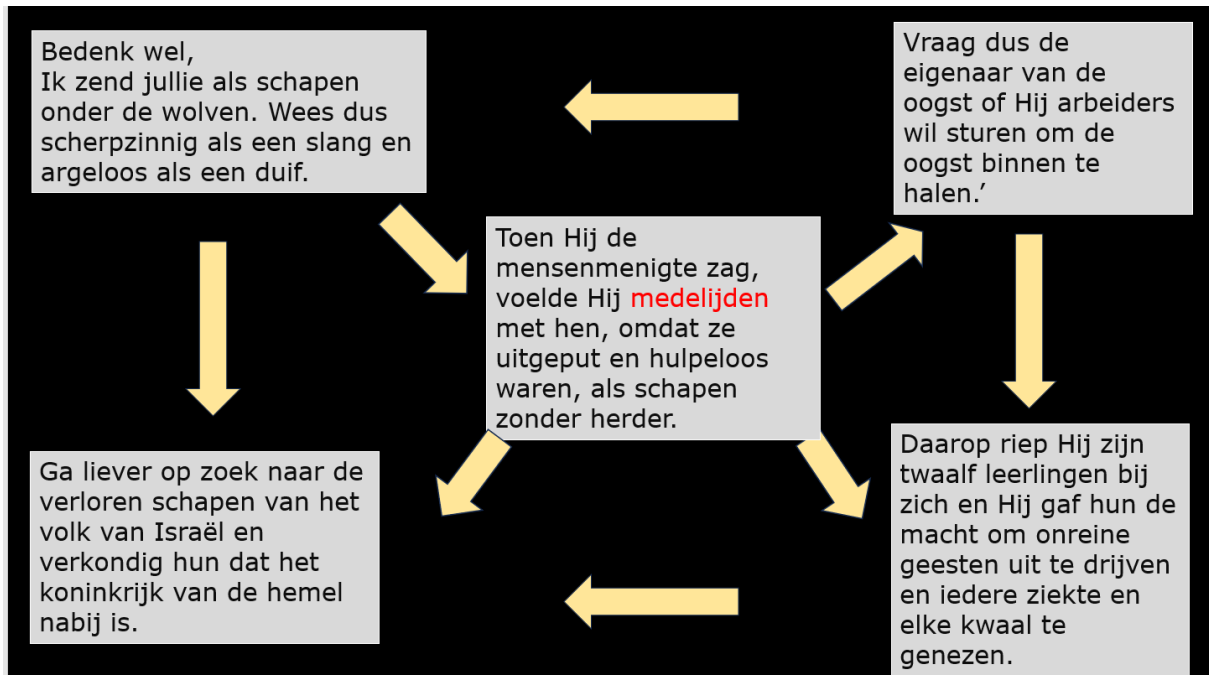 Bedenk wel,
Ik zend jullie als schapen
onder de wolven. Wees dus
scherpzinnig als een slang en
argeloos als een duif.
Vraag dus de
eigenaar van de
oogst of Hij arbeiders
wil sturen om de
oogst binnen te
halen.’
Toen Hij de
mensenmenigte zag,
voelde Hij medelijden
met hen, omdat ze
uitgeput en hulpeloos
waren, als schapen
zonder herder.
Ga liever op zoek naar de
verloren schapen van het
volk van Israël en
verkondig hun dat het
koninkrijk van de hemel
nabij is.
Daarop riep Hij zijn
twaalf leerlingen bij
zich en Hij gaf hun de
macht om onreine
geesten uit te drijven
en iedere ziekte en
elke kwaal te
genezen.